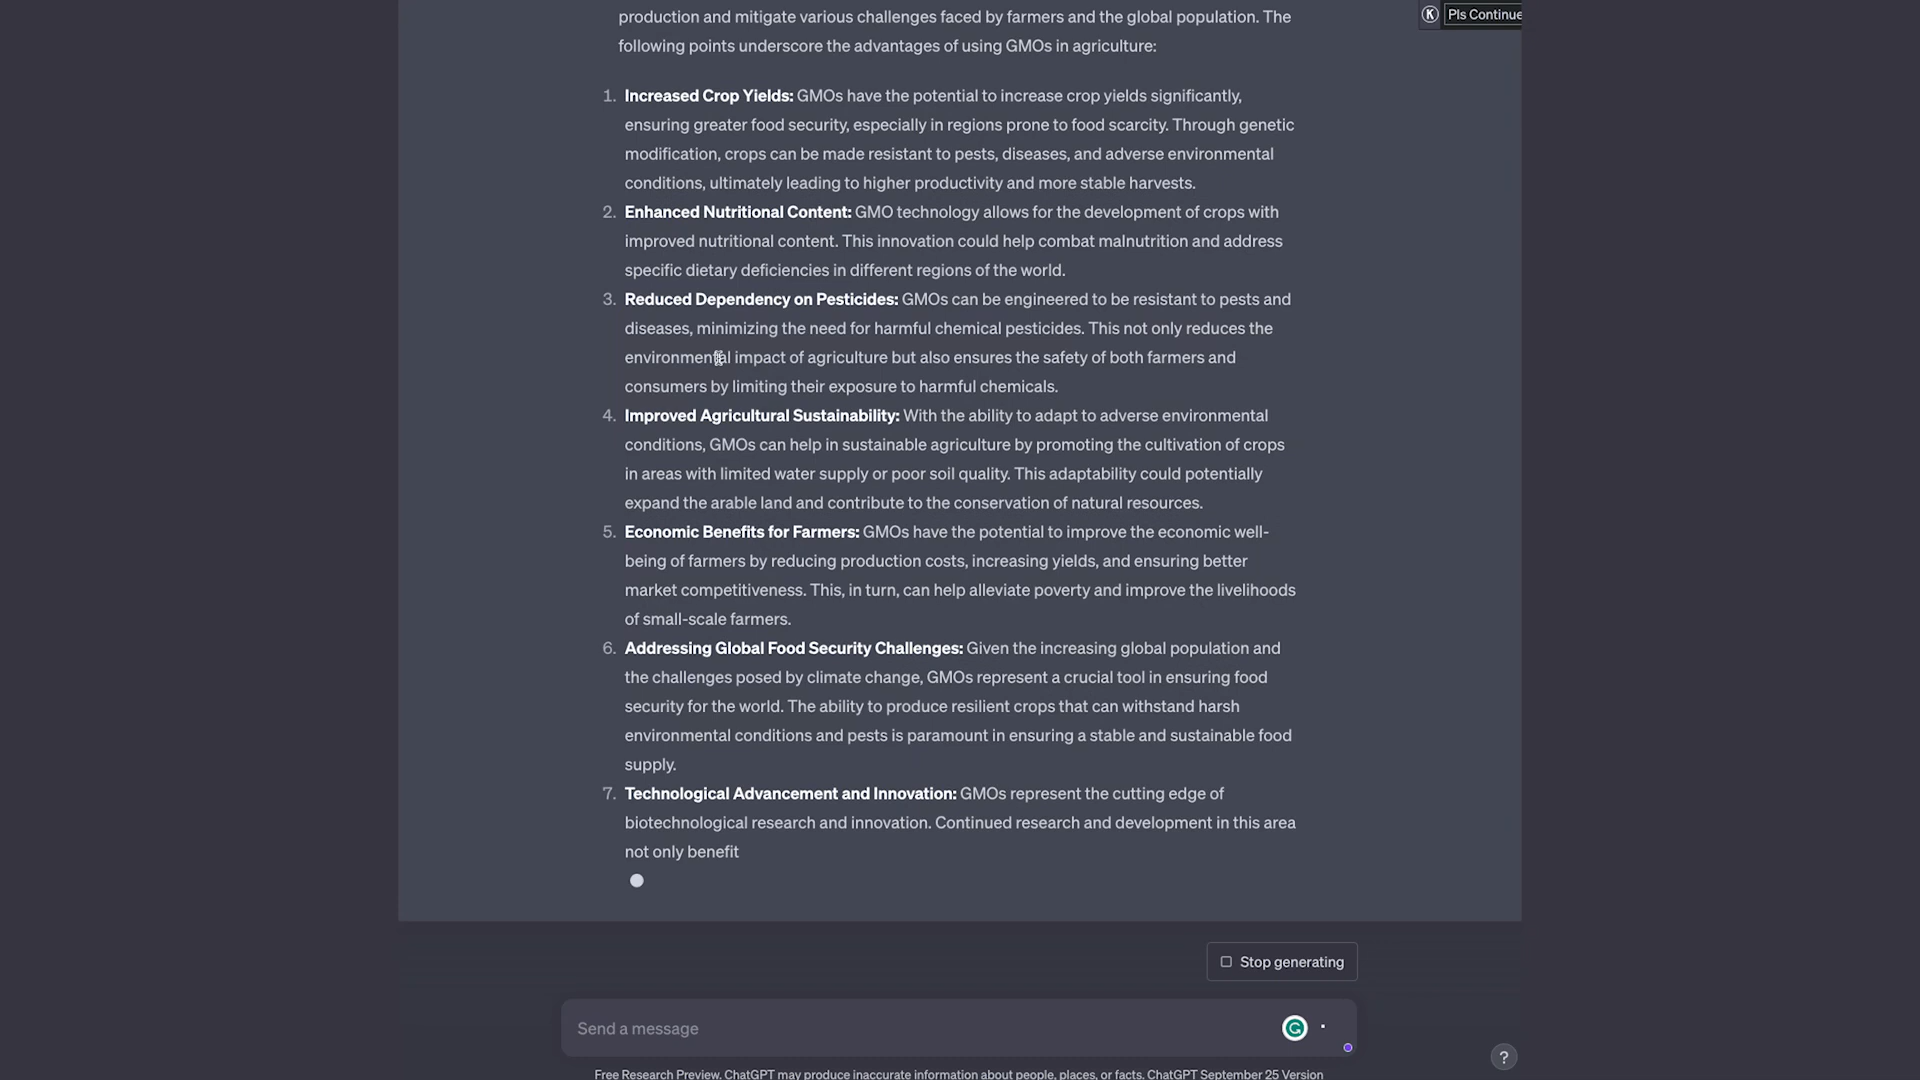 production and mitigate various challenges faced by farmers and the global population. The
following points underscore the advantages of using GMOs in agriculture:
K Pls Continue
1. Increased Crop Yields: GMOs have the potential to increase crop yields significantly,
ensuring greater food security, especially in regions prone to food scarcity. Through genetic
modification, crops can be made resistant to pests, diseases, and adverse environmental
conditions, ultimately leading to higher productivity and more stable harvests.
2. Enhanced Nutritional Content: GMO technology allows for the development of crops with
improved nutritional content. This innovation could help combat malnutrition and address
specific dietary deficiencies in different regions of the world.
3. Reduced Dependency on Pesticides: GMOs can be engineered to be resistant to pests and
diseases, minimizing the need for harmful chemical pesticides. This not only reduces the
environmental impact of agriculture but also ensures the safety of both farmers and
consumers by limiting their exposure to harmful chemicals.
4. Improved Agricultural Sustainability: With the ability to adapt to adverse environmental
conditions, GMOs can help in sustainable agriculture by promoting the cultivation of crops
in areas with limited water supply or poor soil quality. This adaptability could potentially
expand the arable land and contribute to the conservation of natural resources.
5. Economic Benefits for Farmers: GMOs have the potential to improve the economic well-
being of farmers by reducing production costs, increasing yields, and ensuring better
market competitiveness. This, in turn, can help alleviate poverty and improve the livelihoods
of small-scale farmers.
6. Addressing Global Food Security Challenges: Given the increasing global population and
the challenges posed by climate change, GMOs represent a crucial tool in ensuring food
security for the world. The ability to produce resilient crops that can withstand harsh
environmental conditions and pests is paramount in ensuring a stable and sustainable food
supply.
7. Technological Advancement and Innovation: GMOs represent the cutting edge of
biotechnological research and innovation. Continued research and development in this area
not only benefit
Stop generating
Send a message
G
?
Free Research Preview. ChatGPT may produce inaccurate information about people, places, or facts. ChatGPT September 25 Version